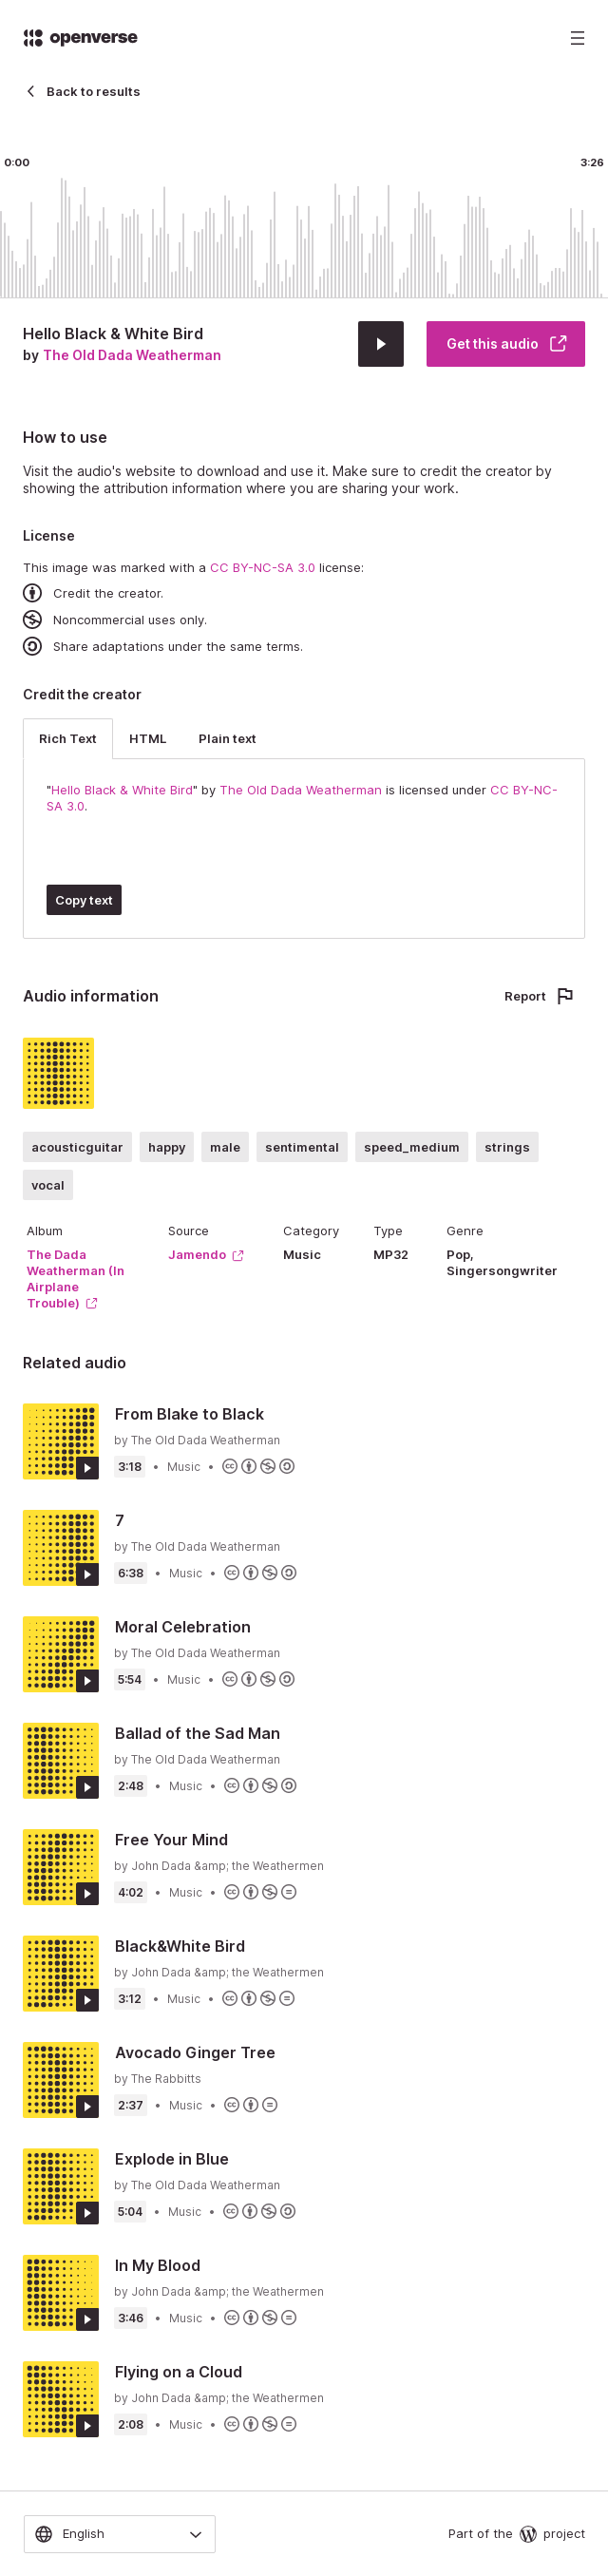 openverse
Back to results
0:00
3:26
Hello Black & White Bird
by The Old Dada Weatherman
Get this audio
How to use
Visit the audio's website to download and use it. Make sure to credit the creator by
showing the attribution information where you are sharing your work.
License
This image was marked with a CC BY-NC-SA 3.0 license:
Credit the creator.
Noncommercial uses only.
Share adaptations under the same terms.
Credit the creator
Rich Text
HTML
Plain text
"Hello Black & White Bird" by The Old Dada Weatherman is licensed under CC BY-NC-
SA 3.0.
Copy text
Audio information
Report
acousticguitar
happy
male
sentimental
speed_medium
strings
vocal
Album
Source
Category
Type
Genre
The Dada
Weatherman (In
Airplane
Trouble)
Jamendo
Music
MP32
Pop,
Singersongwriter
Related audio
From Blake to Black
by The Old Dada Weatherman
3:18 • Music •
7
by The Old Dada Weatherman
6:38 • Music •
Moral Celebration
by The Old Dada Weatherman
5:54 • Music •
Ballad of the Sad Man
by The Old Dada Weatherman
2:48 • Music •
Free Your Mind
by John Dada &amp; the Weathermen
4:02 • Music •
Black&White Bird
by John Dada &amp; the Weathermen
3:12 • Music •
Avocado Ginger Tree
by The Rabbitts
2:37 • Music •
Explode in Blue
by The Old Dada Weatherman
5:04 • Music •
In My Blood
by John Dada &amp; the Weathermen
3:46 • Music •
Flying on a Cloud
by John Dada &amp; the Weathermen
2:08 • Music •
English
Part of the project